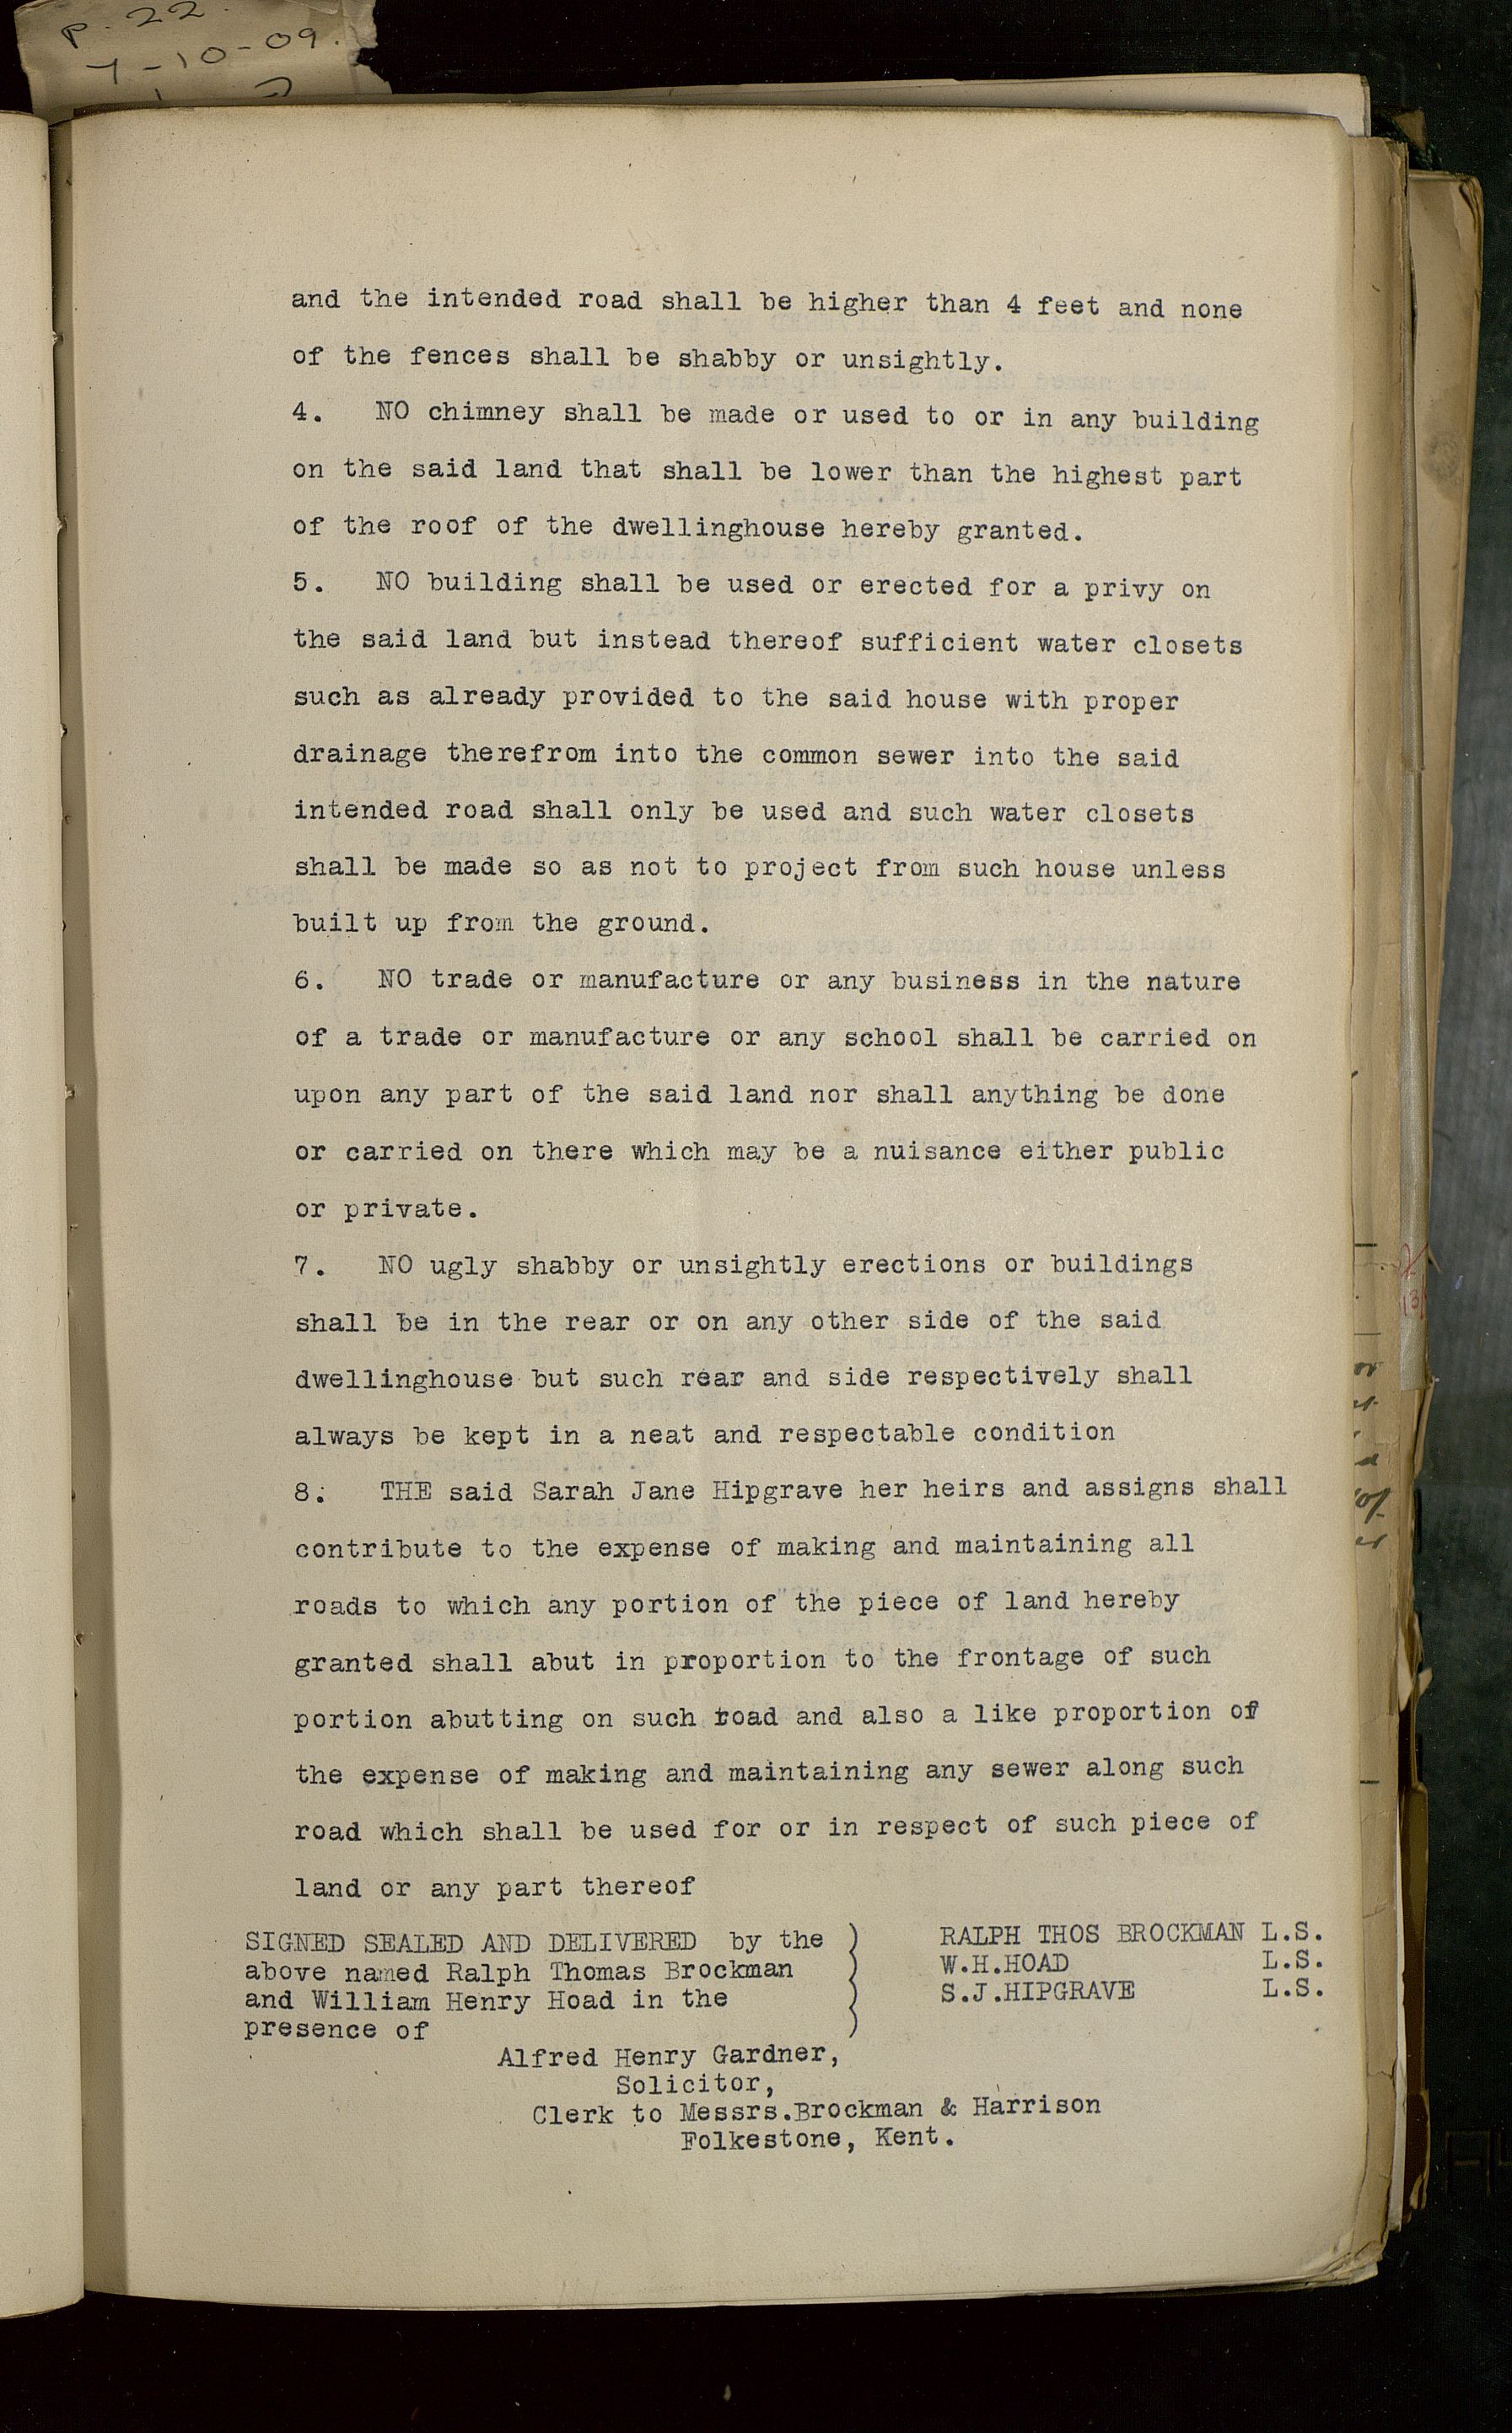 P. 22.
7-10-09.
and the intended road shall be higher than 4 feet and none
of the fences shall be shabby or unsightly.
4. NO chimney shall be made or used to or in any building
on the said land that shall be lower than the highest part
of the roof of the dwellinghouse hereby granted.
5. NO building shall be used or erected for a privy on
the said land but instead thereof sufficient water closets
such as already provided to the said house with proper
drainage therefrom into the common sewer into the said
intended road shall only be used and such water closets
shall be made so as not to project from such house unless
built up from the ground.
6. NO trade or manufacture or any business in the nature
of a trade or manufacture or any school shall be carried on
upon any part of the said land nor shall anything be done
or carried on there which may be a nuisance either public
or private.
7. NO ugly shabby or unsightly erections or buildings
shall be in the rear or on any other side of the said
dwellinghouse but such rear and side respectively shall
always be kept in a neat and respectable condition
8. THE said Sarah Jane Hipgrave her heirs and assigns shall
contribute to the expense of making and maintaining all
roads to which any portion of the piece of land hereby
granted shall abut in proportion to the frontage of such
portion abutting on such road and also a like proportion of
the expense of making and maintaining any sewer along such
road which shall be used for or in respect of such piece of
land or any part thereof
SIGNED SEALED AND DELIVERED by the
above named Ralph Thomas Brockman
and William Henry Hoad in the
presence of
RALPH THOS BROCKMAN L.S.
W.H.HOAD L.S.
S.J.HIPGRAVE L.S.
Alfred Henry Gardner,
Solicitor,
Clerk to Messrs.Brockman & Harrison
Folkestone, Kent.